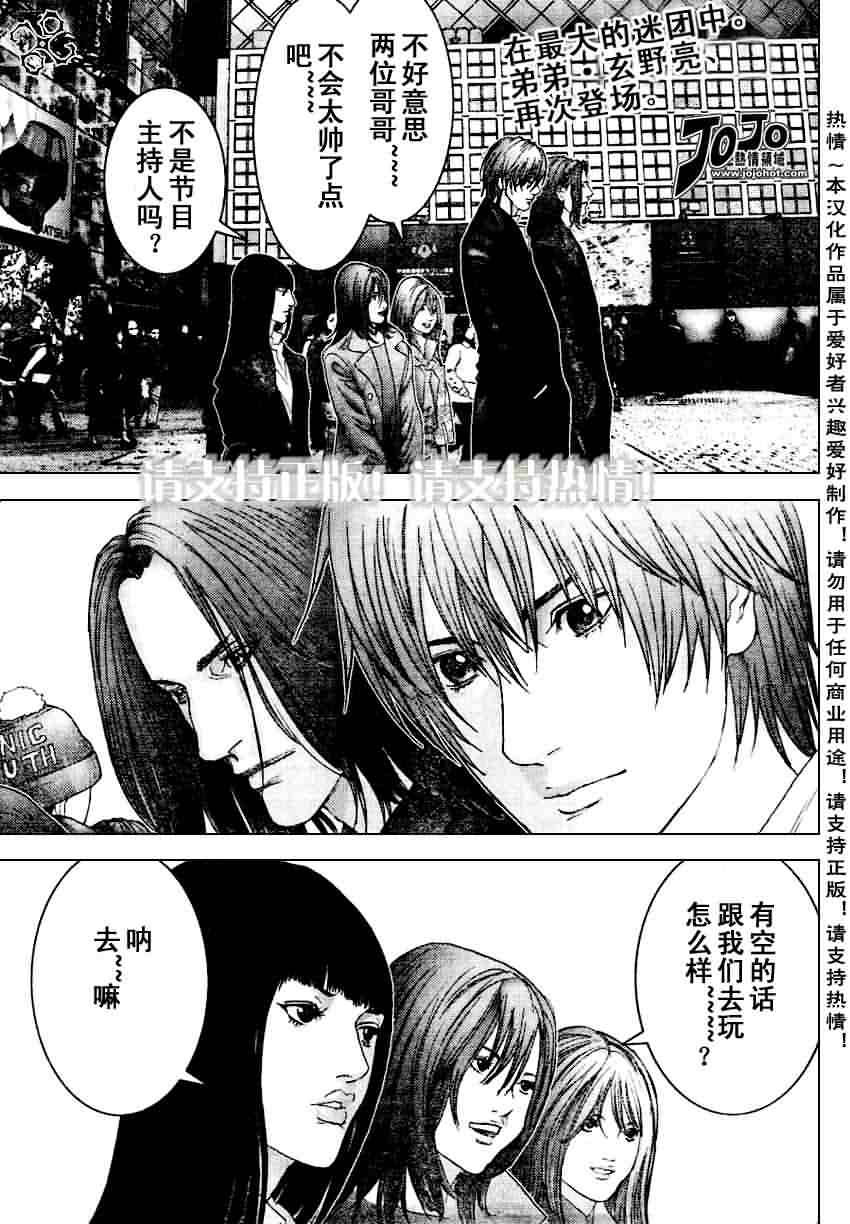 在最大的迷团中。
弟弟·玄野亮、
再次登场。
JOJO
熱情領域
www.jojohot.com
不好意思~~~
两位哥哥
不会太帅了点
吧~~~
不是节目
主持人吗？
请支持正版！ 请支持热情！
NIC
UTH
有空的话
跟我们去玩
怎么样~~~~？
呐
去~~嘛
热情～本汉化作品属于爱好者兴趣爱好制作！请勿用于任何商业用途！请支持正版！请支持热情！